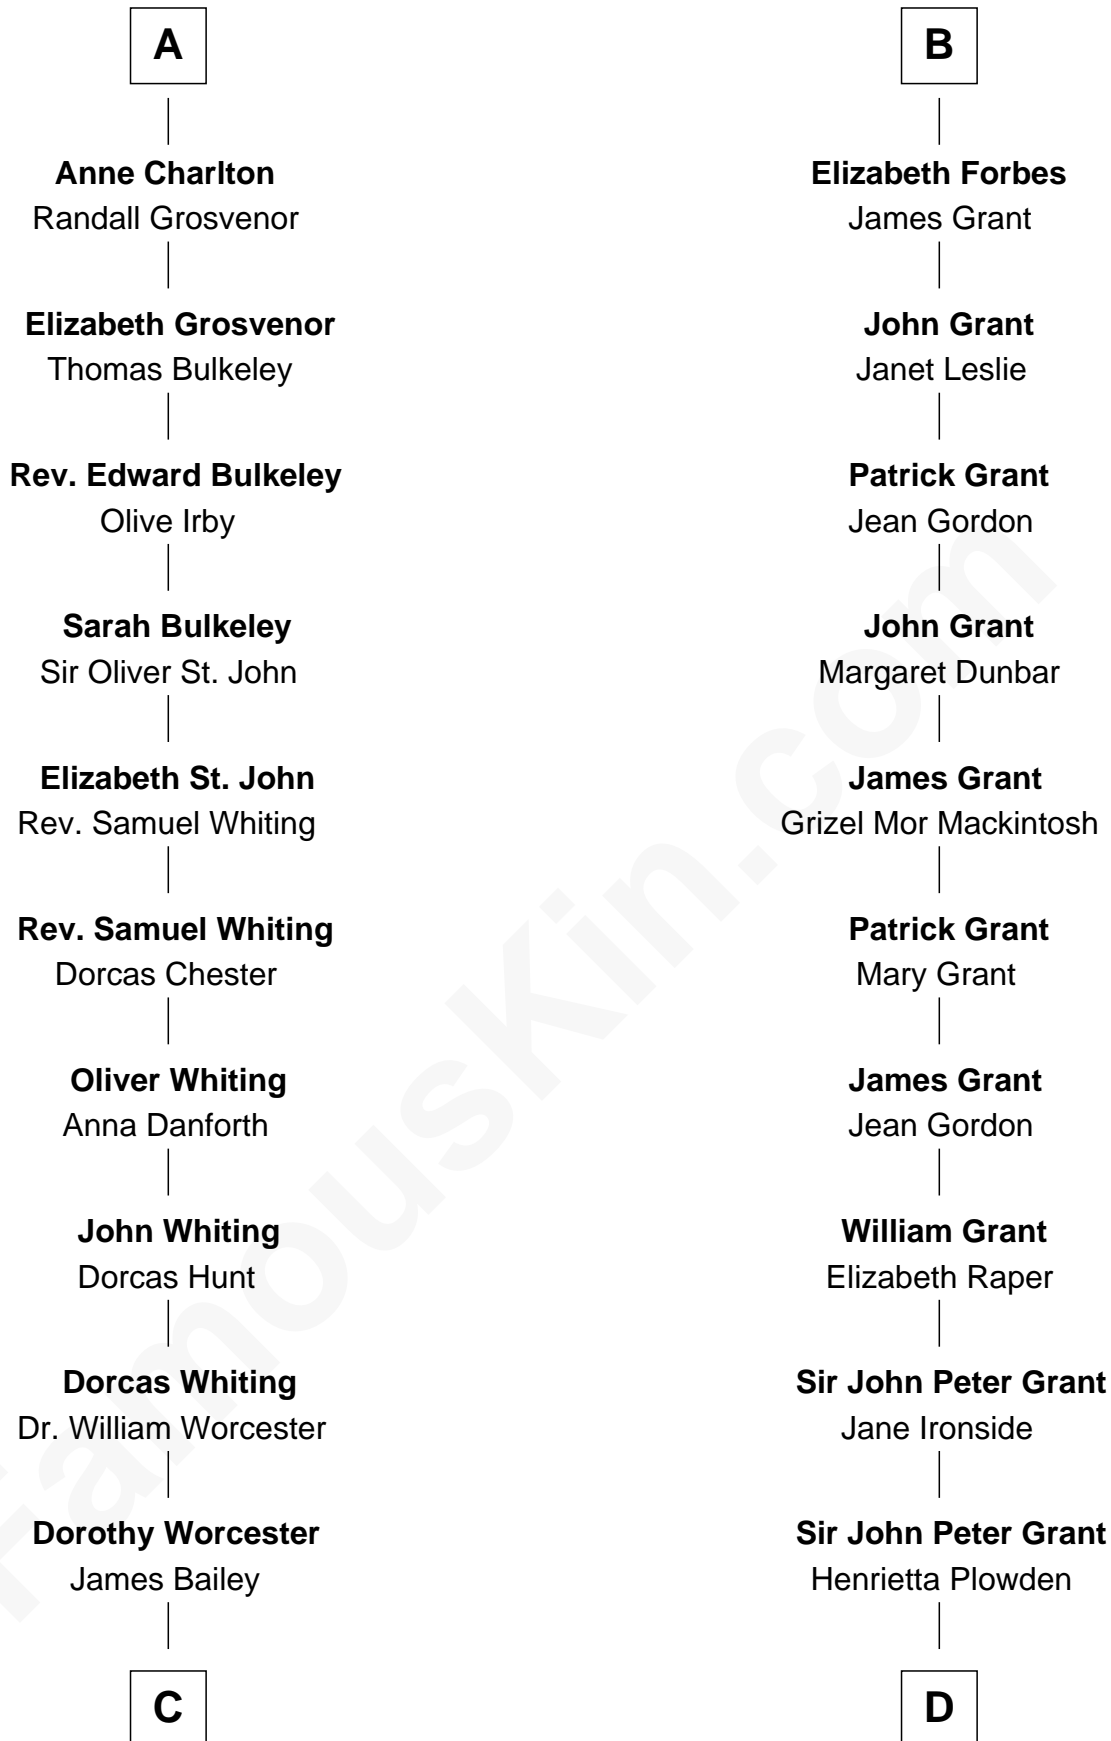 A
Anne Charlton
Randall Grosvenor
Elizabeth Grosvenor
Thomas Bulkeley
Rev. Edward Bulkeley
Olive Irby
Sarah Bulkeley
Sir Oliver St. John
Elizabeth St. John
Rev. Samuel Whiting
Rev. Samuel Whiting
Dorcas Chester
Oliver Whiting
Anna Danforth
John Whiting
Dorcas Hunt
Dorcas Whiting
Dr. William Worcester
Dorothy Worcester
James Bailey
C
B
Elizabeth Forbes
James Grant
John Grant
Janet Leslie
Patrick Grant
Jean Gordon
John Grant
Margaret Dunbar
James Grant
Grizel Mor Mackintosh
Patrick Grant
Mary Grant
James Grant
Jean Gordon
William Grant
Elizabeth Raper
Sir John Peter Grant
Jane Ironside
Sir John Peter Grant
Henrietta Plowden
D
FamousKin.com